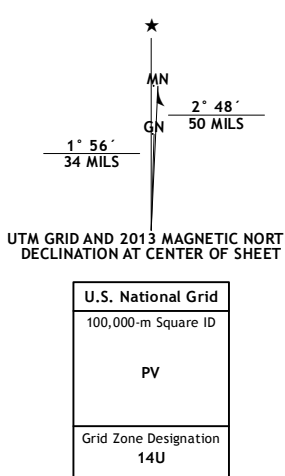 ★
MN
2° 48´
50 MILS
GN
1° 56´
34 MILS
UTM GRID AND 2013 MAGNETIC NORT
DECLINATION AT CENTER OF SHEET
U.S. National Grid
100,000-m Square ID
PV
Grid Zone Designation
14U